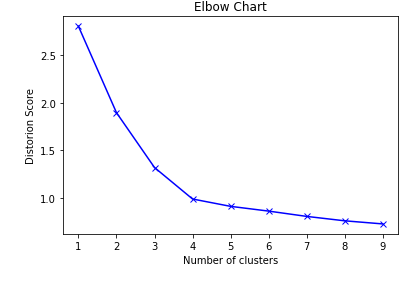 Elbow Chart
Distorion Score
2.5
2.0
1.5
1.0
1 2 3 4 5 6 7 8 9
Number of clusters